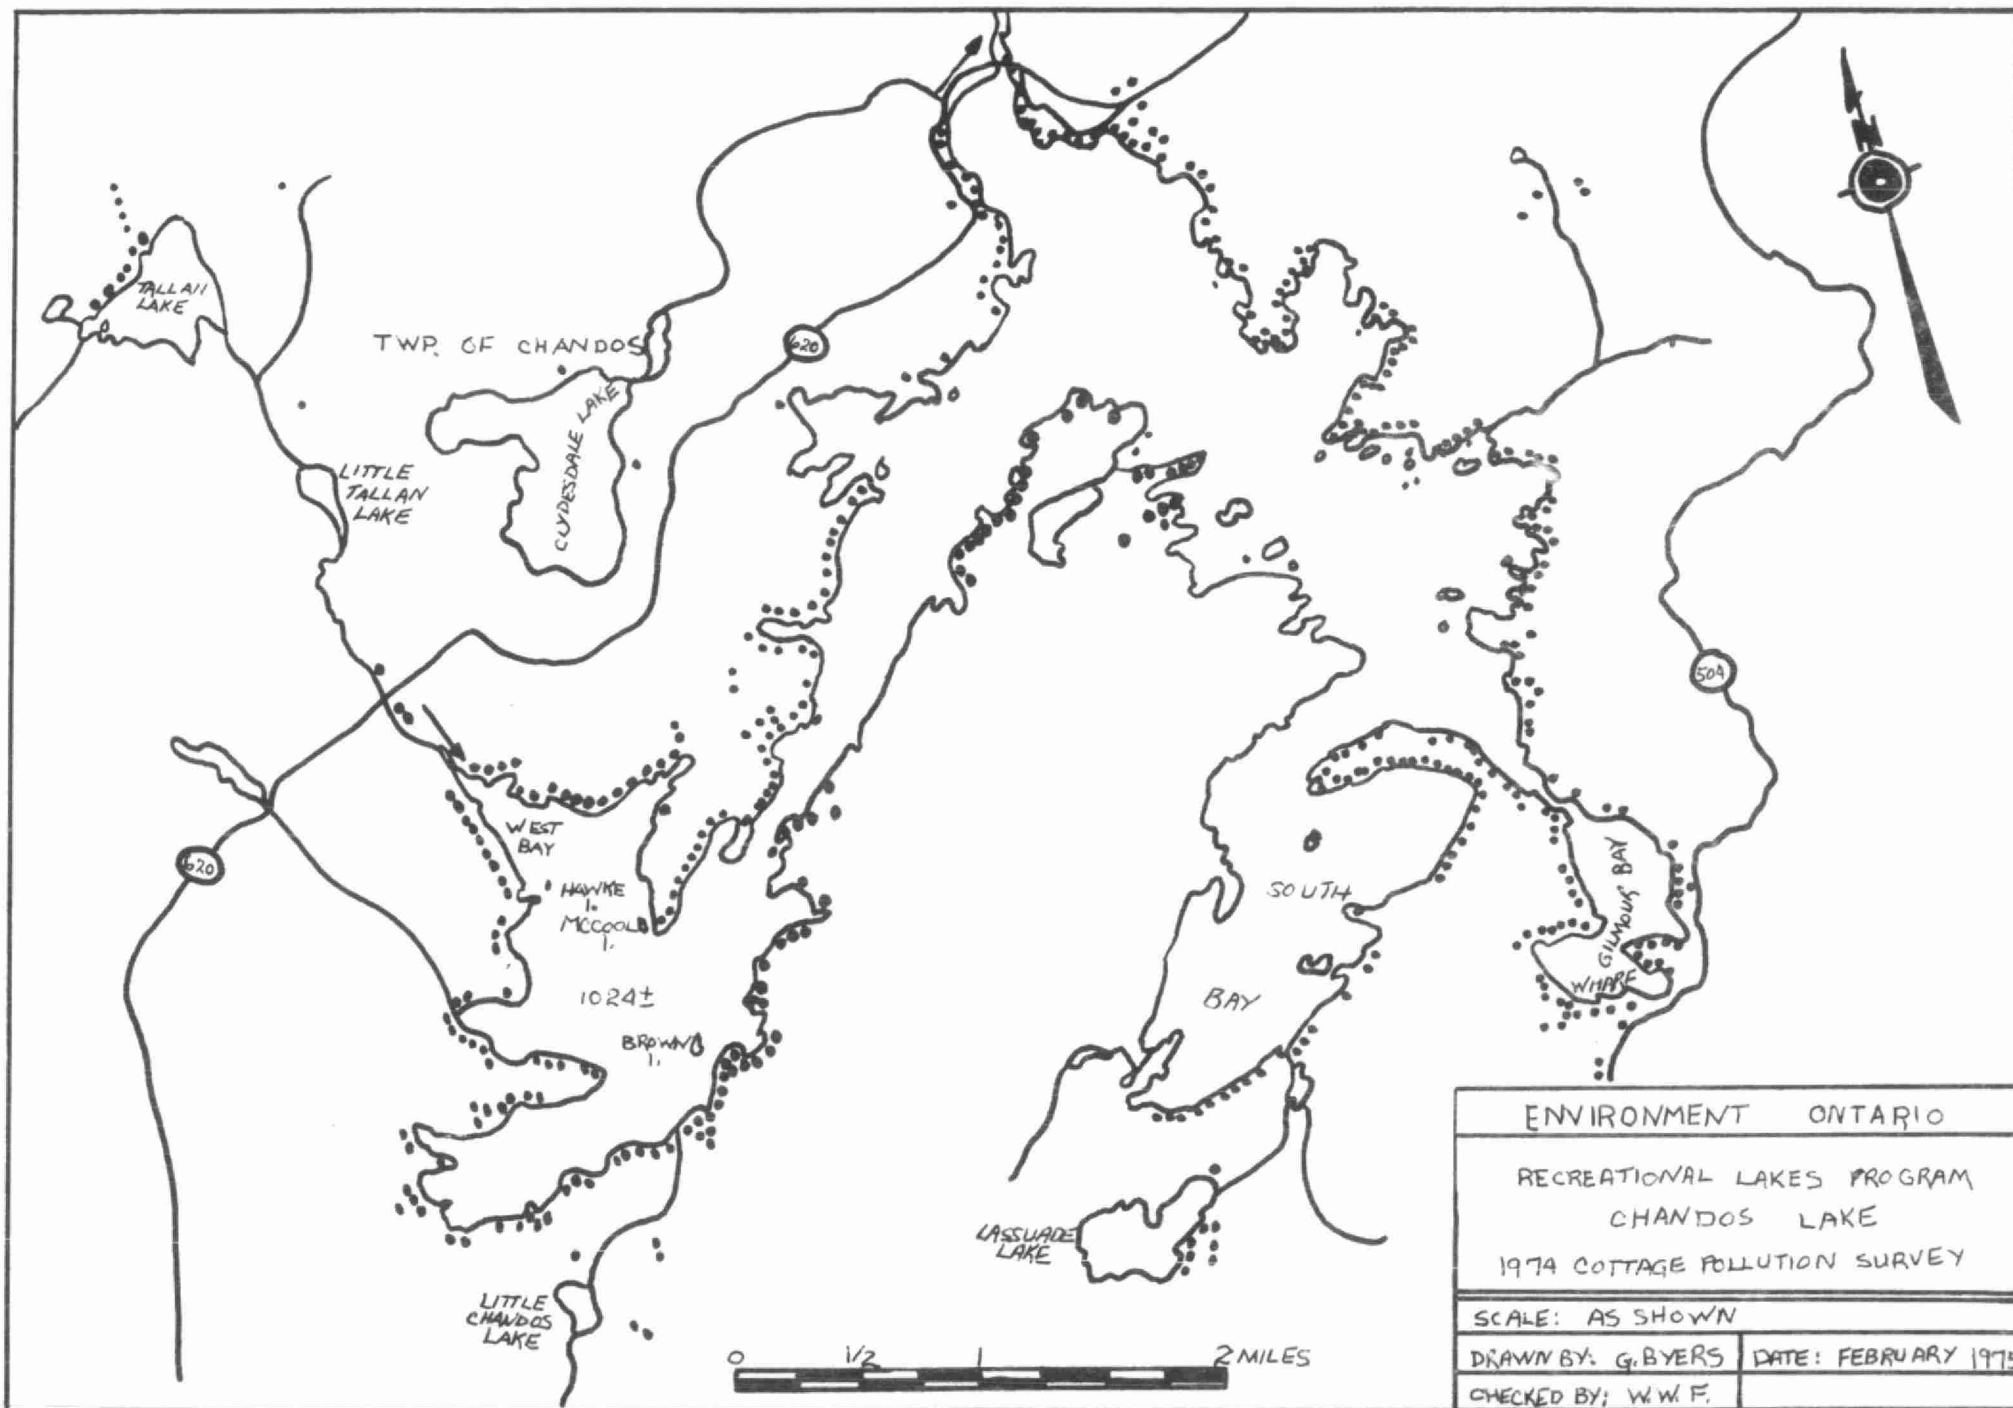 TALLAN
LAKE
TWP. OF CHANDOS
620
CLYDESDALE LAKE
LITTLE
TALLAN
LAKE
504
WEST
BAY
620
HAWKE
I.
MCCOOL
I.
SOUTH
BAY
GILMOUR BAY
WHARF
1024±
BROWN
I.
LASSUADE
LAKE
LITTLE
CHANDOS
LAKE
0 1/2 1 2 MILES
N
ENVIRONMENT ONTARIO
RECREATIONAL LAKES PROGRAM
CHANDOS LAKE
1974 COTTAGE POLLUTION SURVEY
SCALE: AS SHOWN
DRAWN BY: G. BYERS
DATE: FEBRUARY 1975
CHECKED BY: W.W.F.